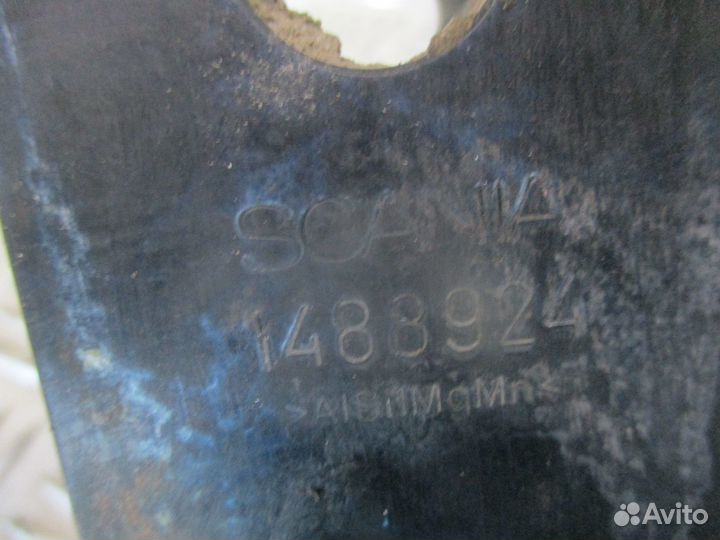 SCANIA
1488924
>AlSi1MgMn<
Avito